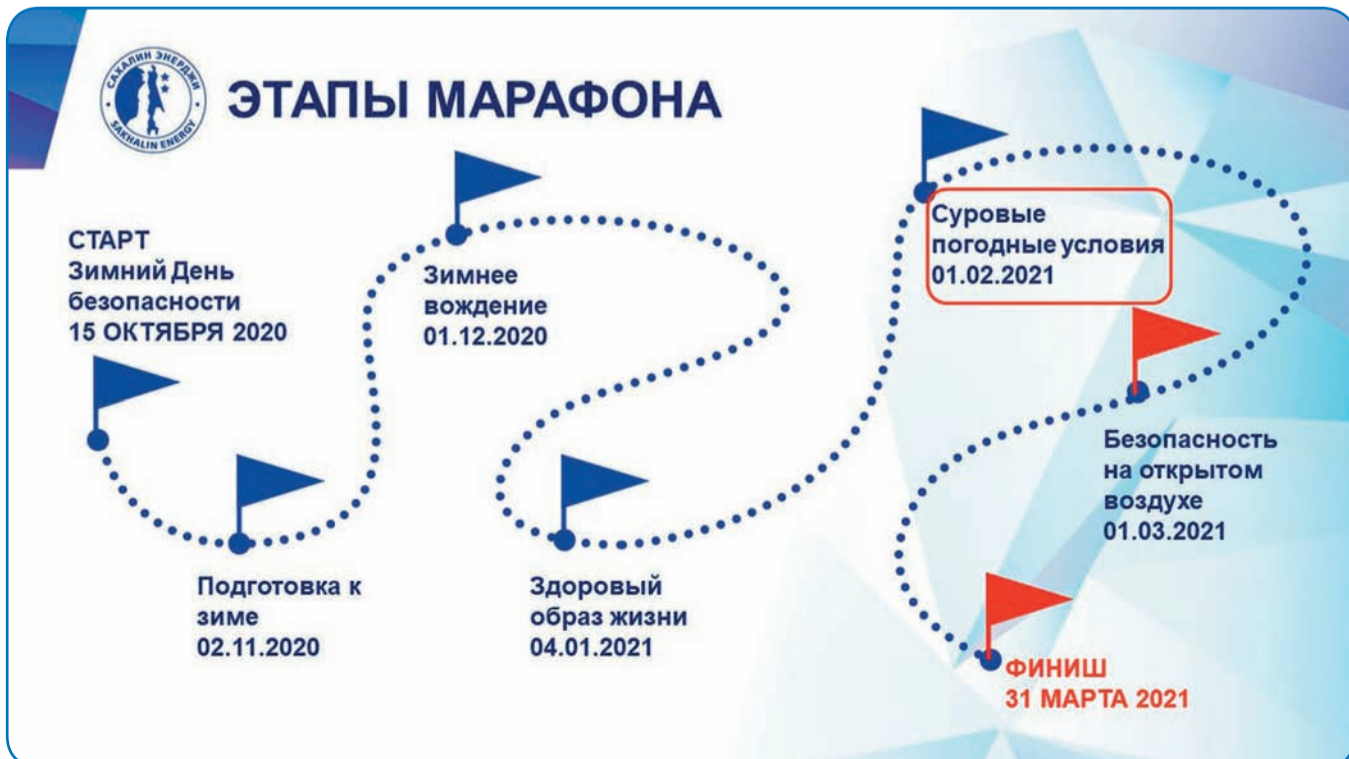 САХАЛИН ЭНЕРДЖИ
SAKHALIN ENERGY
ЭТАПЫ МАРАФОНА
СТАРТ
Зимний День
безопасности
15 ОКТЯБРЯ 2020
Подготовка к
зиме
02.11.2020
Зимнее
вождение
01.12.2020
Здоровый
образ жизни
04.01.2021
Суровые
погодные условия
01.02.2021
Безопасность
на открытом
воздухе
01.03.2021
ФИНИШ
31 МАРТА 2021